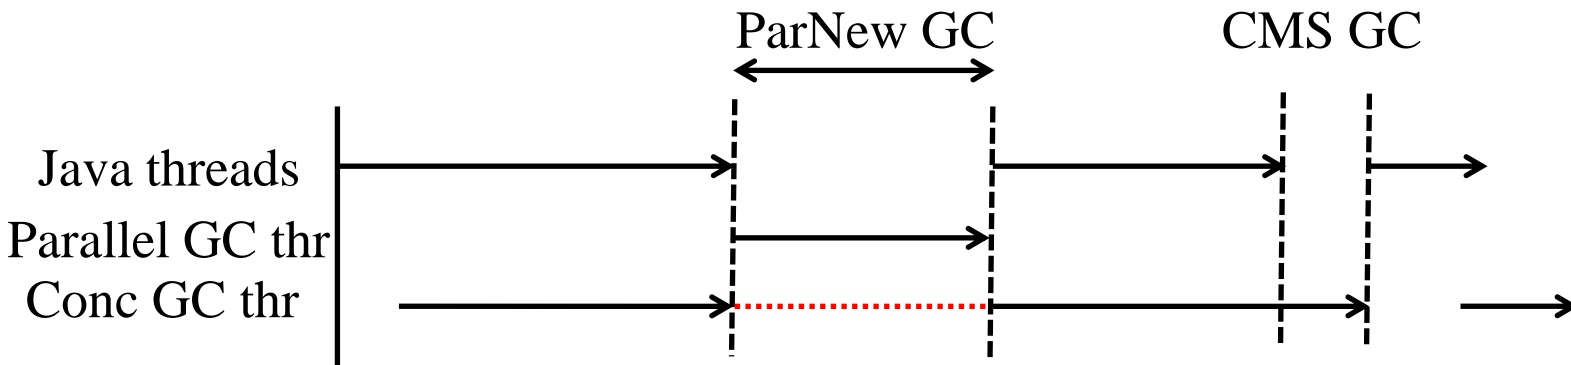 ParNew GC
CMS GC
Java threads
Parallel GC thr
Conc GC thr